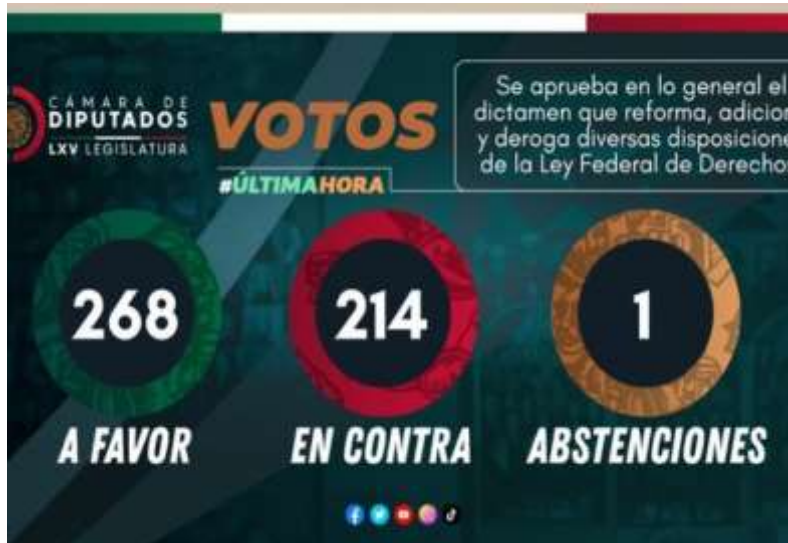 CÁMARA DE
DIPUTADOS
LXV LEGISLATURA
VOTOS
#ÚLTIMAHORA
Se aprueba en lo general el
dictamen que reforma, adicion
y deroga diversas disposicione
de la Ley Federal de Derechos
268
214
1
A FAVOR
EN CONTRA
ABSTENCIONES